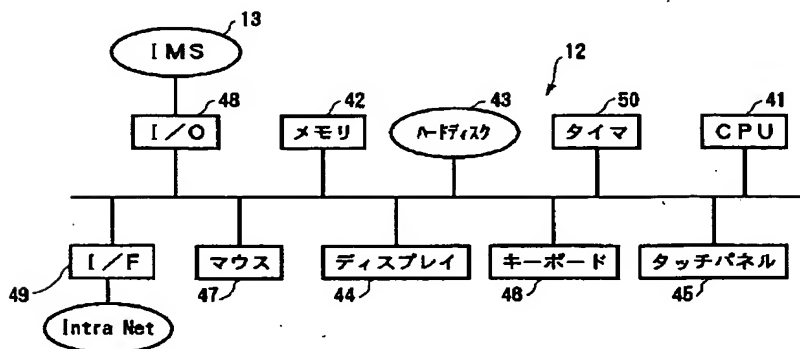 13
IMS
12
48
42
43
50
41
I/O
メモリ
ハードディスク
タイマ
CPU
I/F
マウス
ディスプレイ
キーボード
タッチパネル
49
47
44
46
45
Intra Net